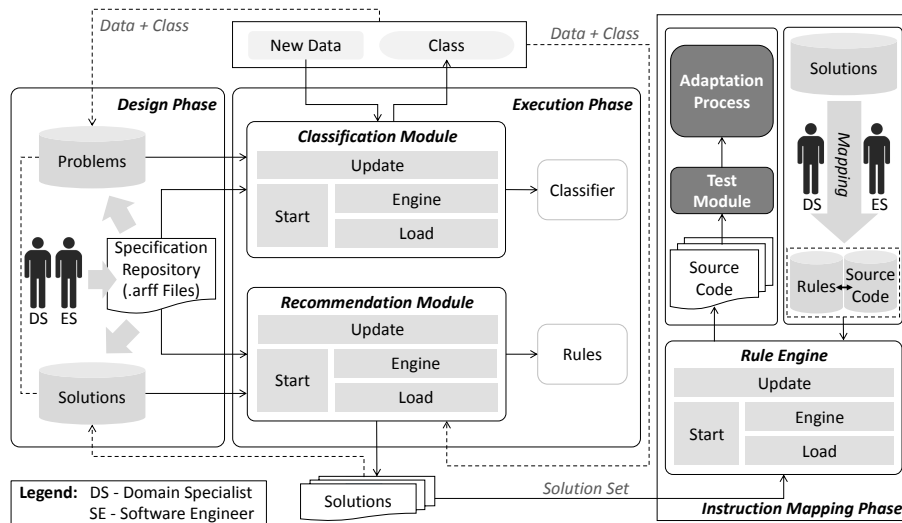 Data + Class
New Data
Class
Data + Class
Design Phase
Problems
Specification
Repository
(.arff Files)
DS
ES
Solutions
Execution Phase
Classification Module
Update
Start
Engine
Load
Classifier
Recommendation Module
Update
Start
Engine
Load
Rules
Solutions
Solution Set
Adaptation
Process
Test
Module
Source
Code
Solutions
Mapping
DS
ES
Rules
Source
Code
Rule Engine
Update
Start
Engine
Load
Instruction Mapping Phase
Legend: DS - Domain Specialist
SE - Software Engineer